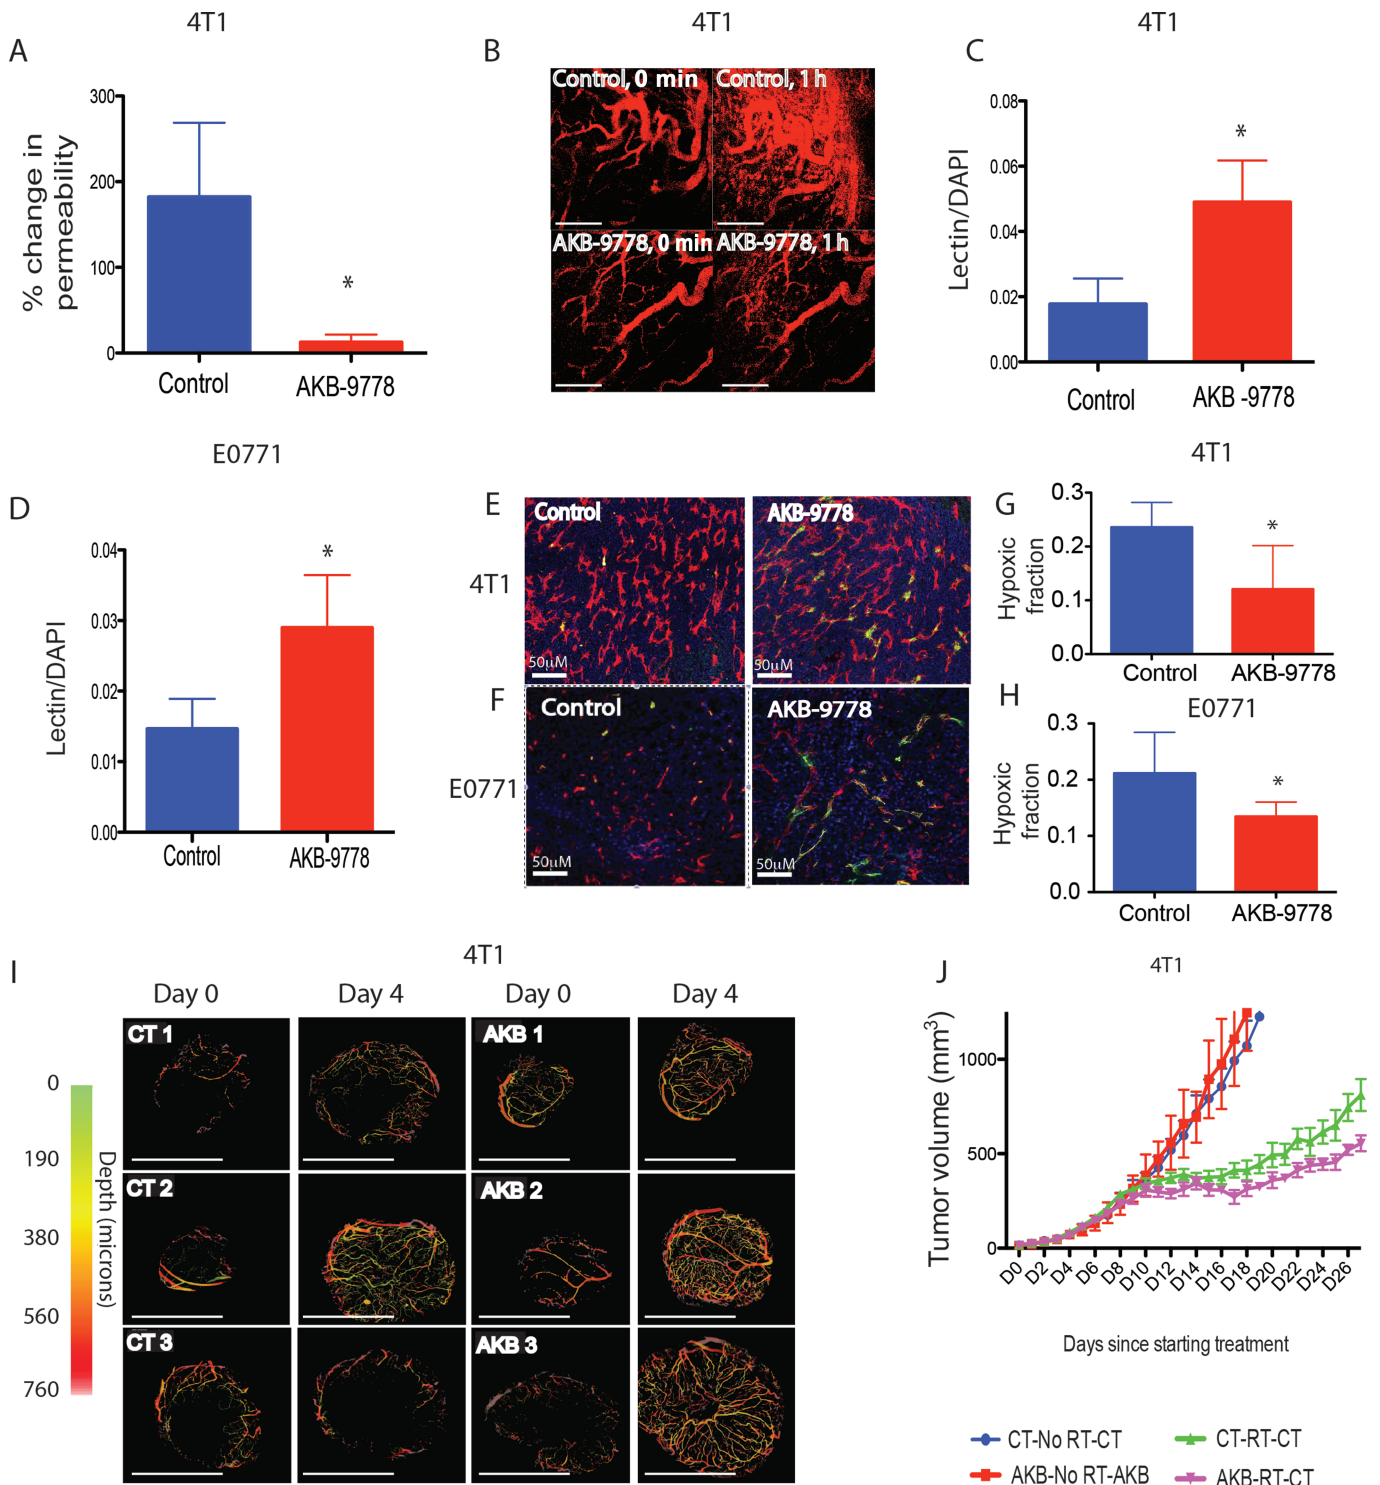 4T1
4T1
4T1
A
B
C
% change in
permeability
300
200
100
0
*
Control
AKB-9778
Control, 0 min
Control, 1 h
AKB-9778, 0 min
AKB-9778, 1 h
Lectin/DAPI
0.08
0.06
0.04
0.02
0.00
*
Control
AKB -9778
E0771
D
Lectin/DAPI
0.04
0.03
0.02
0.01
0.00
*
Control
AKB-9778
E
4T1
Control
50µM
AKB-9778
50µM
F
E0771
Control
50µM
AKB-9778
50µM
4T1
G
Hypoxic
fraction
0.3
0.2
0.1
0.0
*
Control
AKB-9778
H
E0771
Hypoxic
fraction
0.3
0.2
0.1
0.0
*
Control
AKB-9778
I
4T1
Day 0
Day 4
Day 0
Day 4
CT 1
AKB 1
CT 2
AKB 2
CT 3
AKB 3
0
190
380
560
760
Depth (microns)
J
4T1
Tumor volume (mm³)
1000
500
0
D0
D2
D4
D6
D8
D10
D12
D14
D16
D18
D20
D22
D24
D26
Days since starting treatment
CT-No RT-CT
CT-RT-CT
AKB-No RT-AKB
AKB-RT-CT